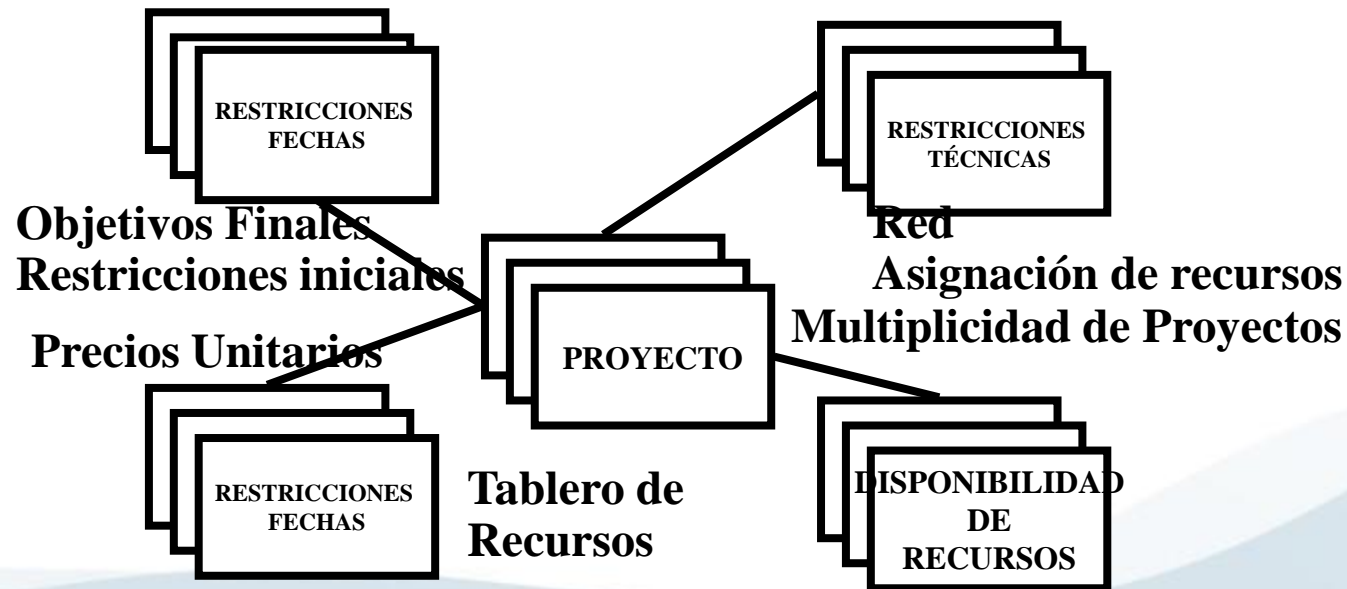 RESTRICCIONES
FECHAS
RESTRICCIONES
TÉCNICAS
Objetivos Finales
Restricciones iniciales
Red
Asignación de recursos
Multiplicidad de Proyectos
Precios Unitarios
PROYECTO
RESTRICCIONES
FECHAS
Tablero de
Recursos
DISPONIBILIDAD
DE
RECURSOS